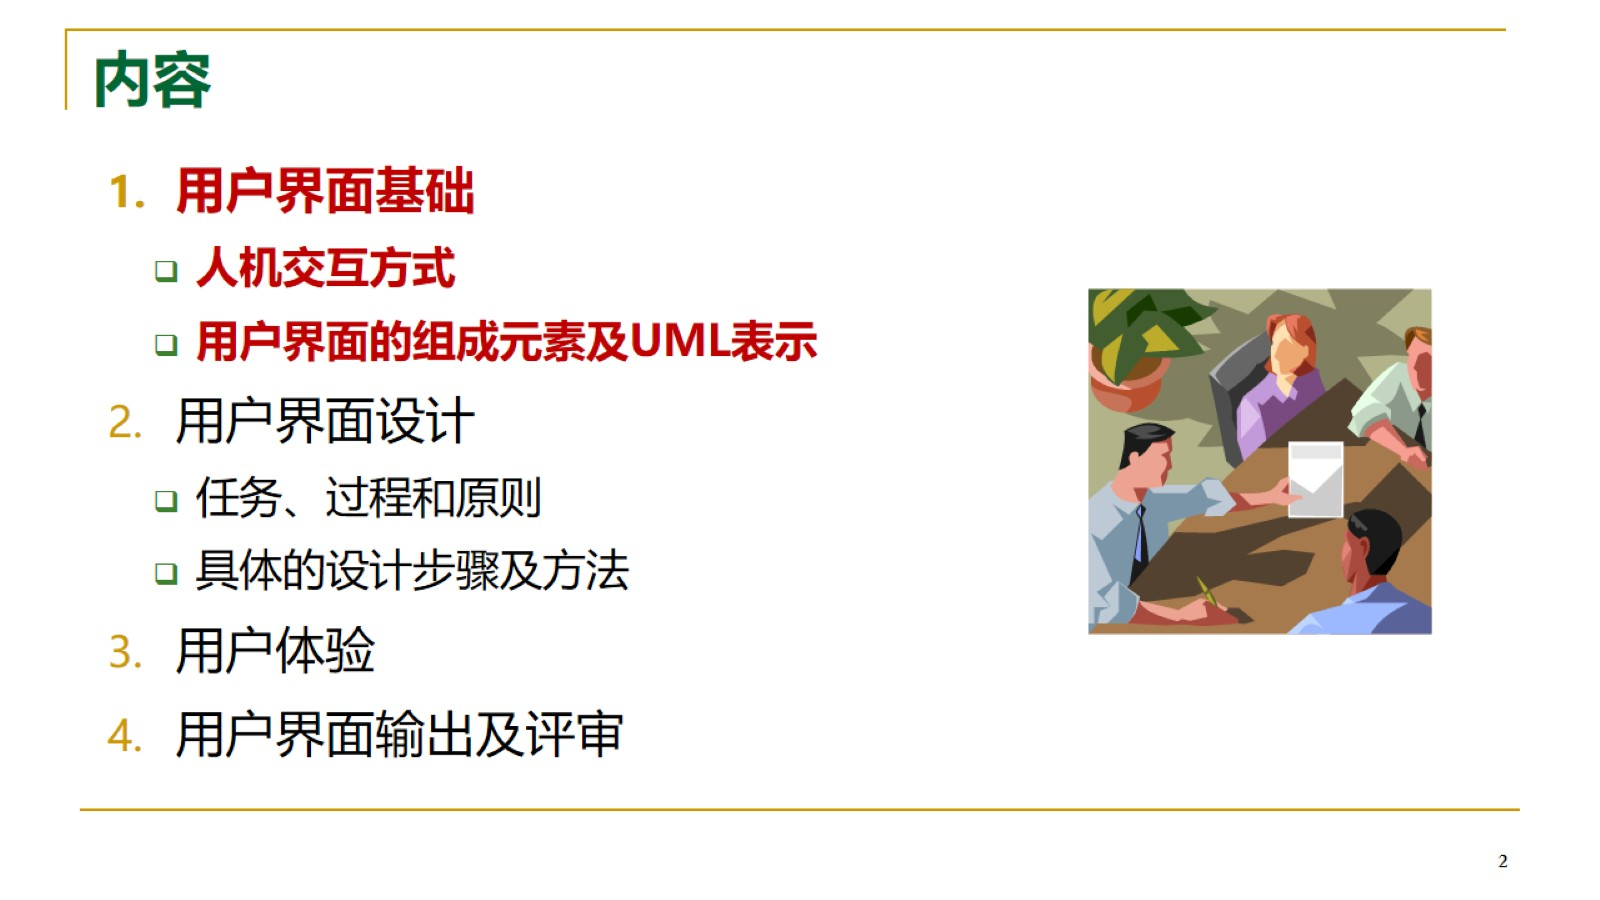 内容
1. 用户界面基础
❑ 人机交互方式
❑ 用户界面的组成元素及UML表示
2. 用户界面设计
❑ 任务、过程和原则
❑ 具体的设计步骤及方法
3. 用户体验
4. 用户界面输出及评审
2